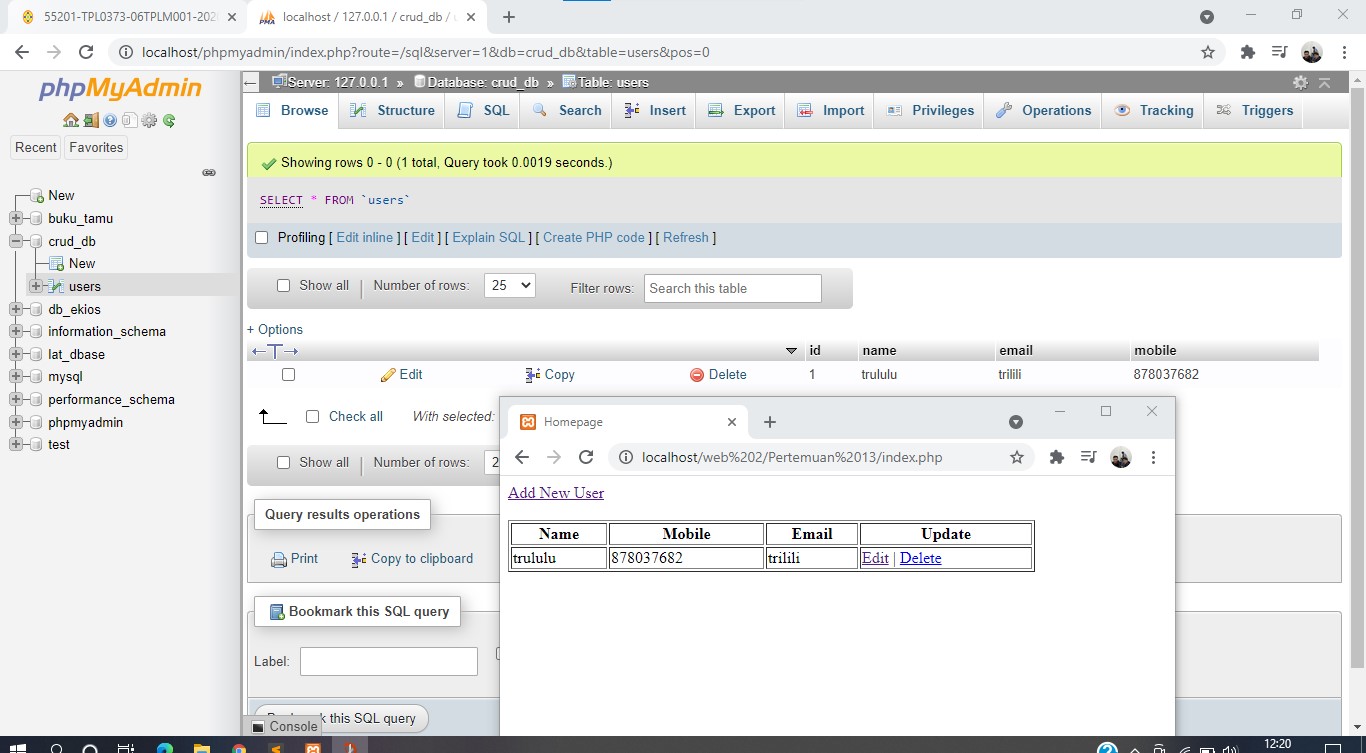 55201-TPL0373-06TPLM001-202
localhost / 127.0.0.1 / crud_db / u
localhost/phpmyadmin/index.php?route=/sql&server=1&db=crud_db&table=users&pos=0
phpMyAdmin
Recent Favorites
New
buku_tamu
crud_db
New
users
db_ekios
information_schema
lat_dbase
mysql
performance_schema
phpmyadmin
test
Server: 127.0.0.1 » Database: crud_db » Table: users
Browse Structure SQL Search Insert Export Import Privileges Operations Tracking Triggers
Showing rows 0 - 0 (1 total, Query took 0.0019 seconds.)
SELECT * FROM `users`
Profiling [ Edit inline ] [ Edit ] [ Explain SQL ] [ Create PHP code ] [ Refresh ]
Show all | Number of rows: 25 Filter rows: Search this table
+ Options
←T→ id name email mobile
Edit Copy Delete 1 trululu trilili 878037682
Check all With selected:
Show all | Number of rows: 2
Query results operations
Print Copy to clipboard
Bookmark this SQL query
Label:
k this SQL query
Console
Homepage
localhost/web%202/Pertemuan%2013/index.php
Add New User
Name Mobile Email Update
trululu 878037682 trilili Edit | Delete
12:20